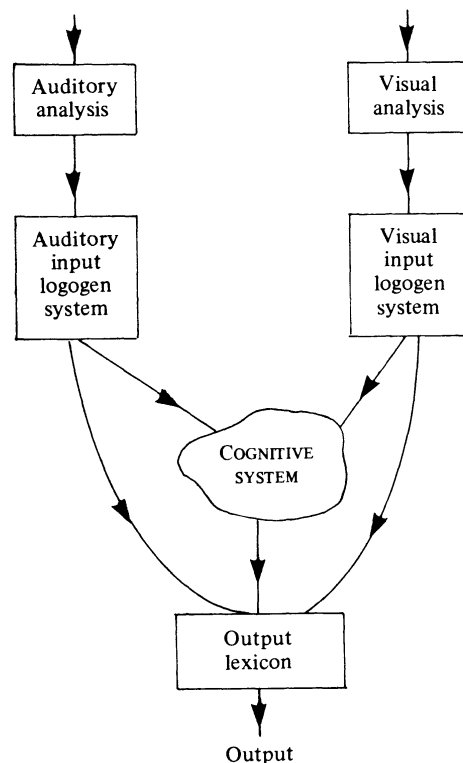 Auditory
analysis
Visual
analysis
Auditory
input
logogen
system
Visual
input
logogen
system
COGNITIVE
SYSTEM
Output
lexicon
Output